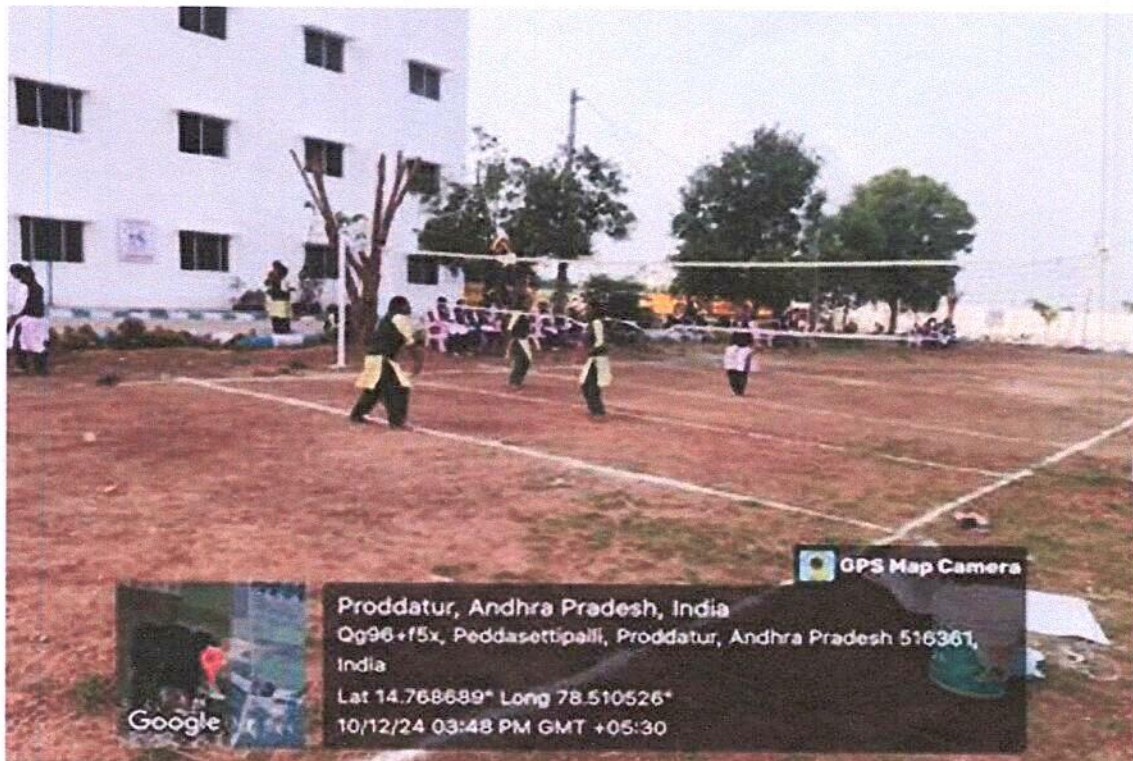 GPS Map Camera
Proddatur, Andhra Pradesh, India
Qg96+f5x, Peddasettipalli, Proddatur, Andhra Pradesh 516361,
India
Lat 14.768689° Long 78.510526°
10/12/24 03:48 PM GMT +05:30
Google